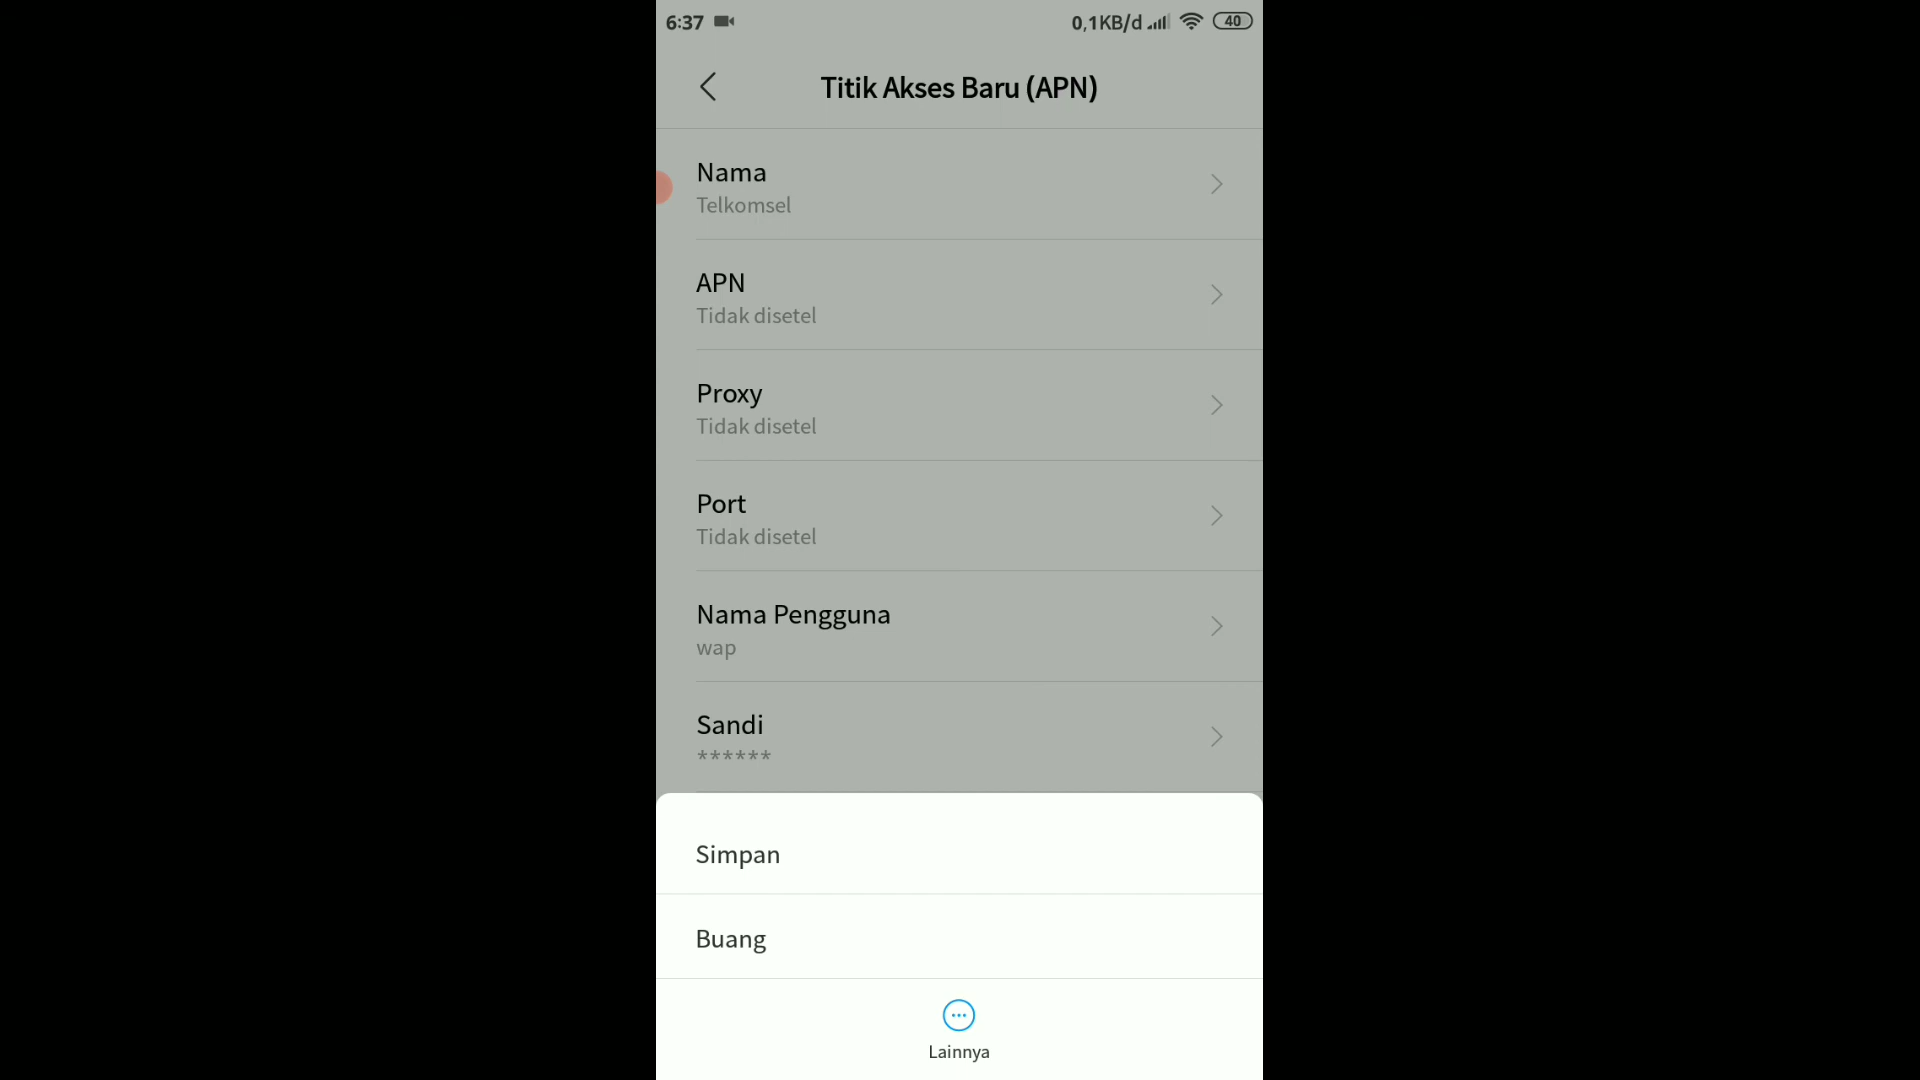 6:37 0,1KB/d 40
Titik Akses Baru (APN)
Nama
Telkomsel
APN
Tidak disetel
Proxy
Tidak disetel
Port
Tidak disetel
Nama Pengguna
wap
Sandi
******
Simpan
Buang
Lainnya